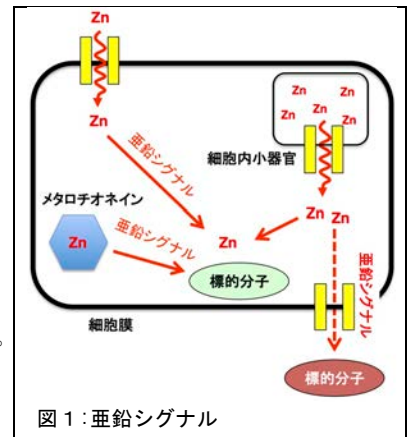 Zn
Zn
Zn
Zn
Zn
Zn
Zn
細胞内小器官
亜鉛シグナル
メタロチオネイン
Zn
Zn
Zn
Zn
亜鉛シグナル
亜鉛シグナル
標的分子
細胞膜
標的分子
。
図1:亜鉛シグナル